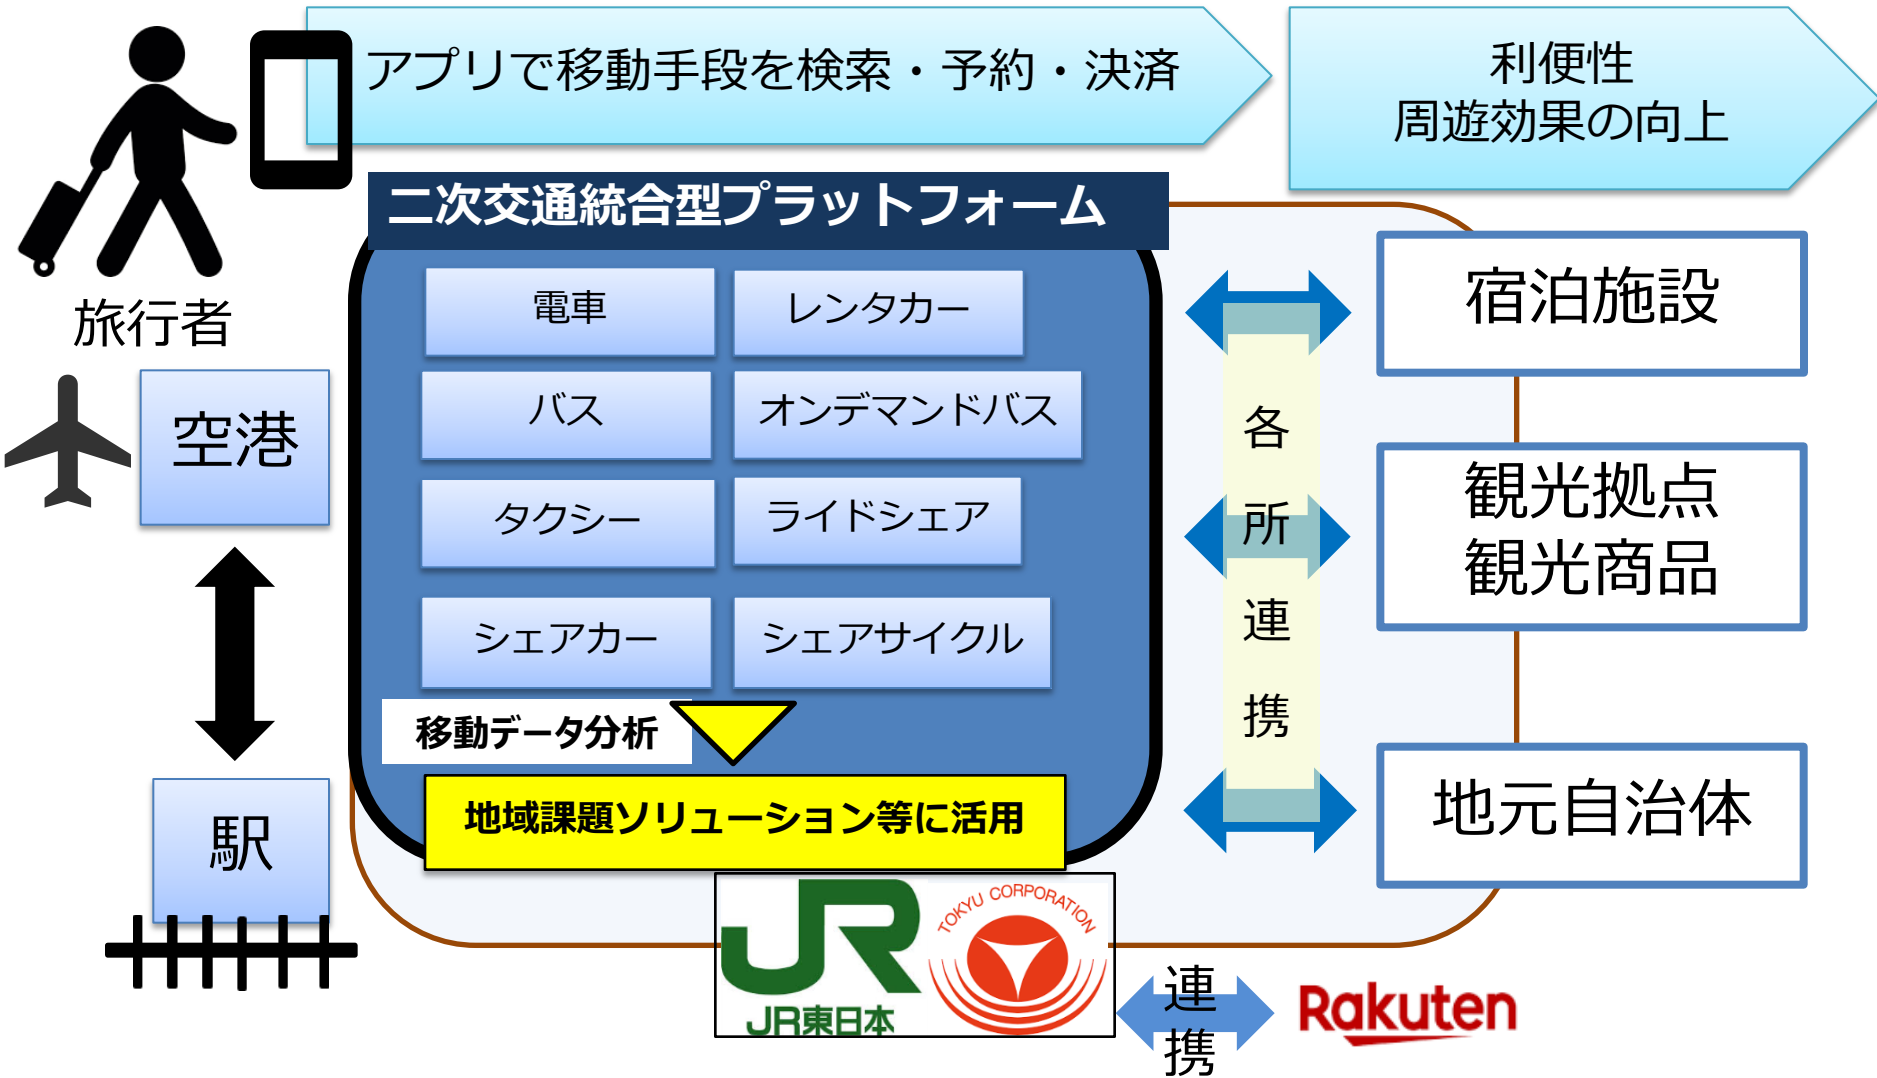 アプリで移動手段を検索・予約・決済
利便性
周遊効果の向上
旅行者
二次交通統合型プラットフォーム
電車
レンタカー
バス
オンデマンドバス
タクシー
ライドシェア
シェアカー
シェアサイクル
移動データ分析
地域課題ソリューション等に活用
空港
駅
各
所
連
携
宿泊施設
観光拠点
観光商品
地元自治体
JR
JR東日本
TOKYU CORPORATION
連
携
Rakuten